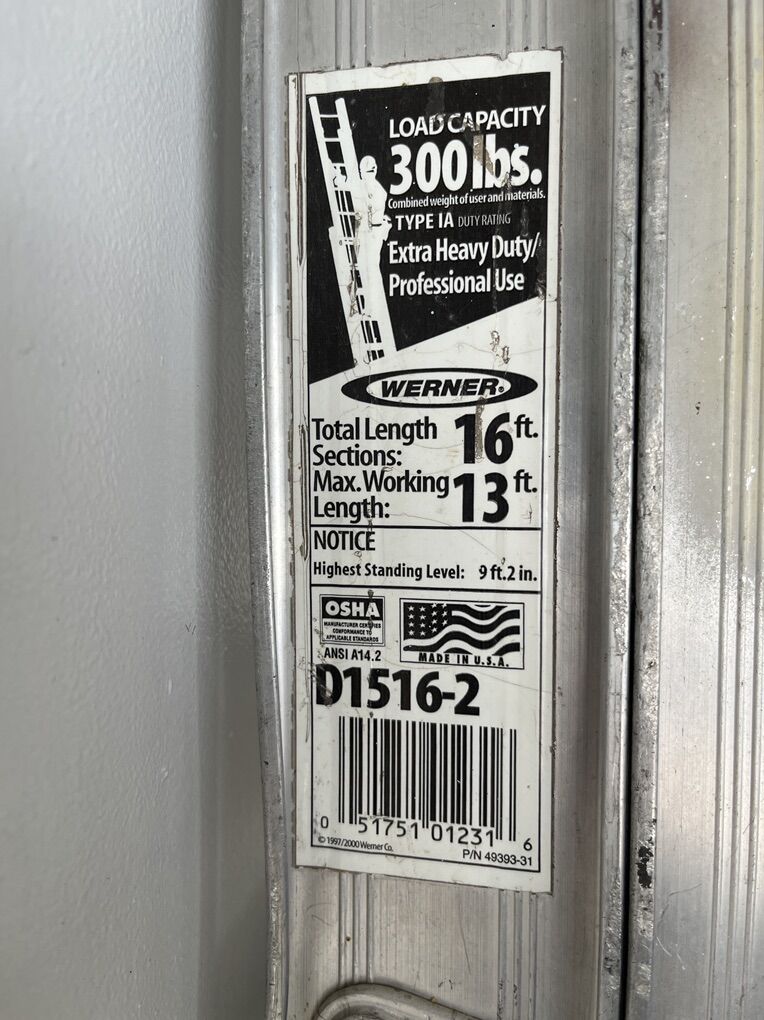 LOAD CAPACITY
300 lbs.
Combined weight of user and materials.
TYPE IA DUTY RATING
Extra Heavy Duty/
Professional Use
WERNER®
Total Length
Sections:
16 ft.
Max. Working
Length:
13 ft.
NOTICE
Highest Standing Level: 9 ft. 2 in.
OSHA
MANUFACTURER CERTIFIES
CONFORMANCE TO
APPLICABLE STANDARDS
ANSI A14.2
MADE IN U.S.A.
D1516-2
0 51751 01231 6
© 1997/2000 Werner Co.
P/N 49393-31